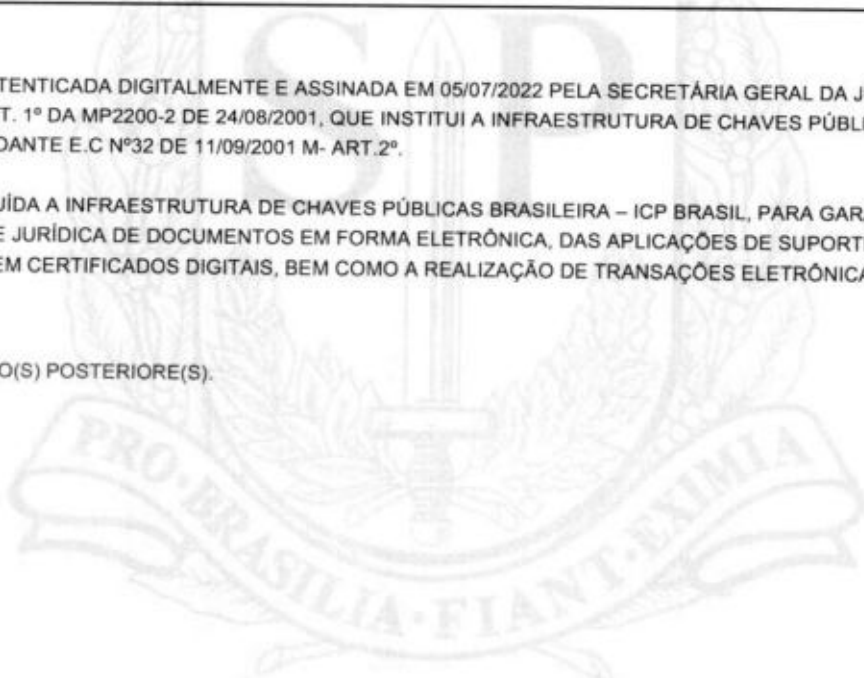 TENTICADA DIGITALMENTE E ASSINADA EM 05/07/2022 PELA SECRETÁRIA GERAL DA J
T. 1º DA MP2200-2 DE 24/08/2001, QUE INSTITUI A INFRAESTRUTURA DE CHAVES PÚBLI
DANTE E.C Nº32 DE 11/09/2001 M- ART.2º.
UÍDA A INFRAESTRUTURA DE CHAVES PÚBLICAS BRASILEIRA – ICP BRASIL, PARA GAR
E JURÍDICA DE DOCUMENTOS EM FORMA ELETRÔNICA, DAS APLICAÇÕES DE SUPORT
EM CERTIFICADOS DIGITAIS, BEM COMO A REALIZAÇÃO DE TRANSAÇÕES ELETRÔNICA
O(S) POSTERIORE(S).
SP
PRO·BRASILIA·FIANT·EXIMIA